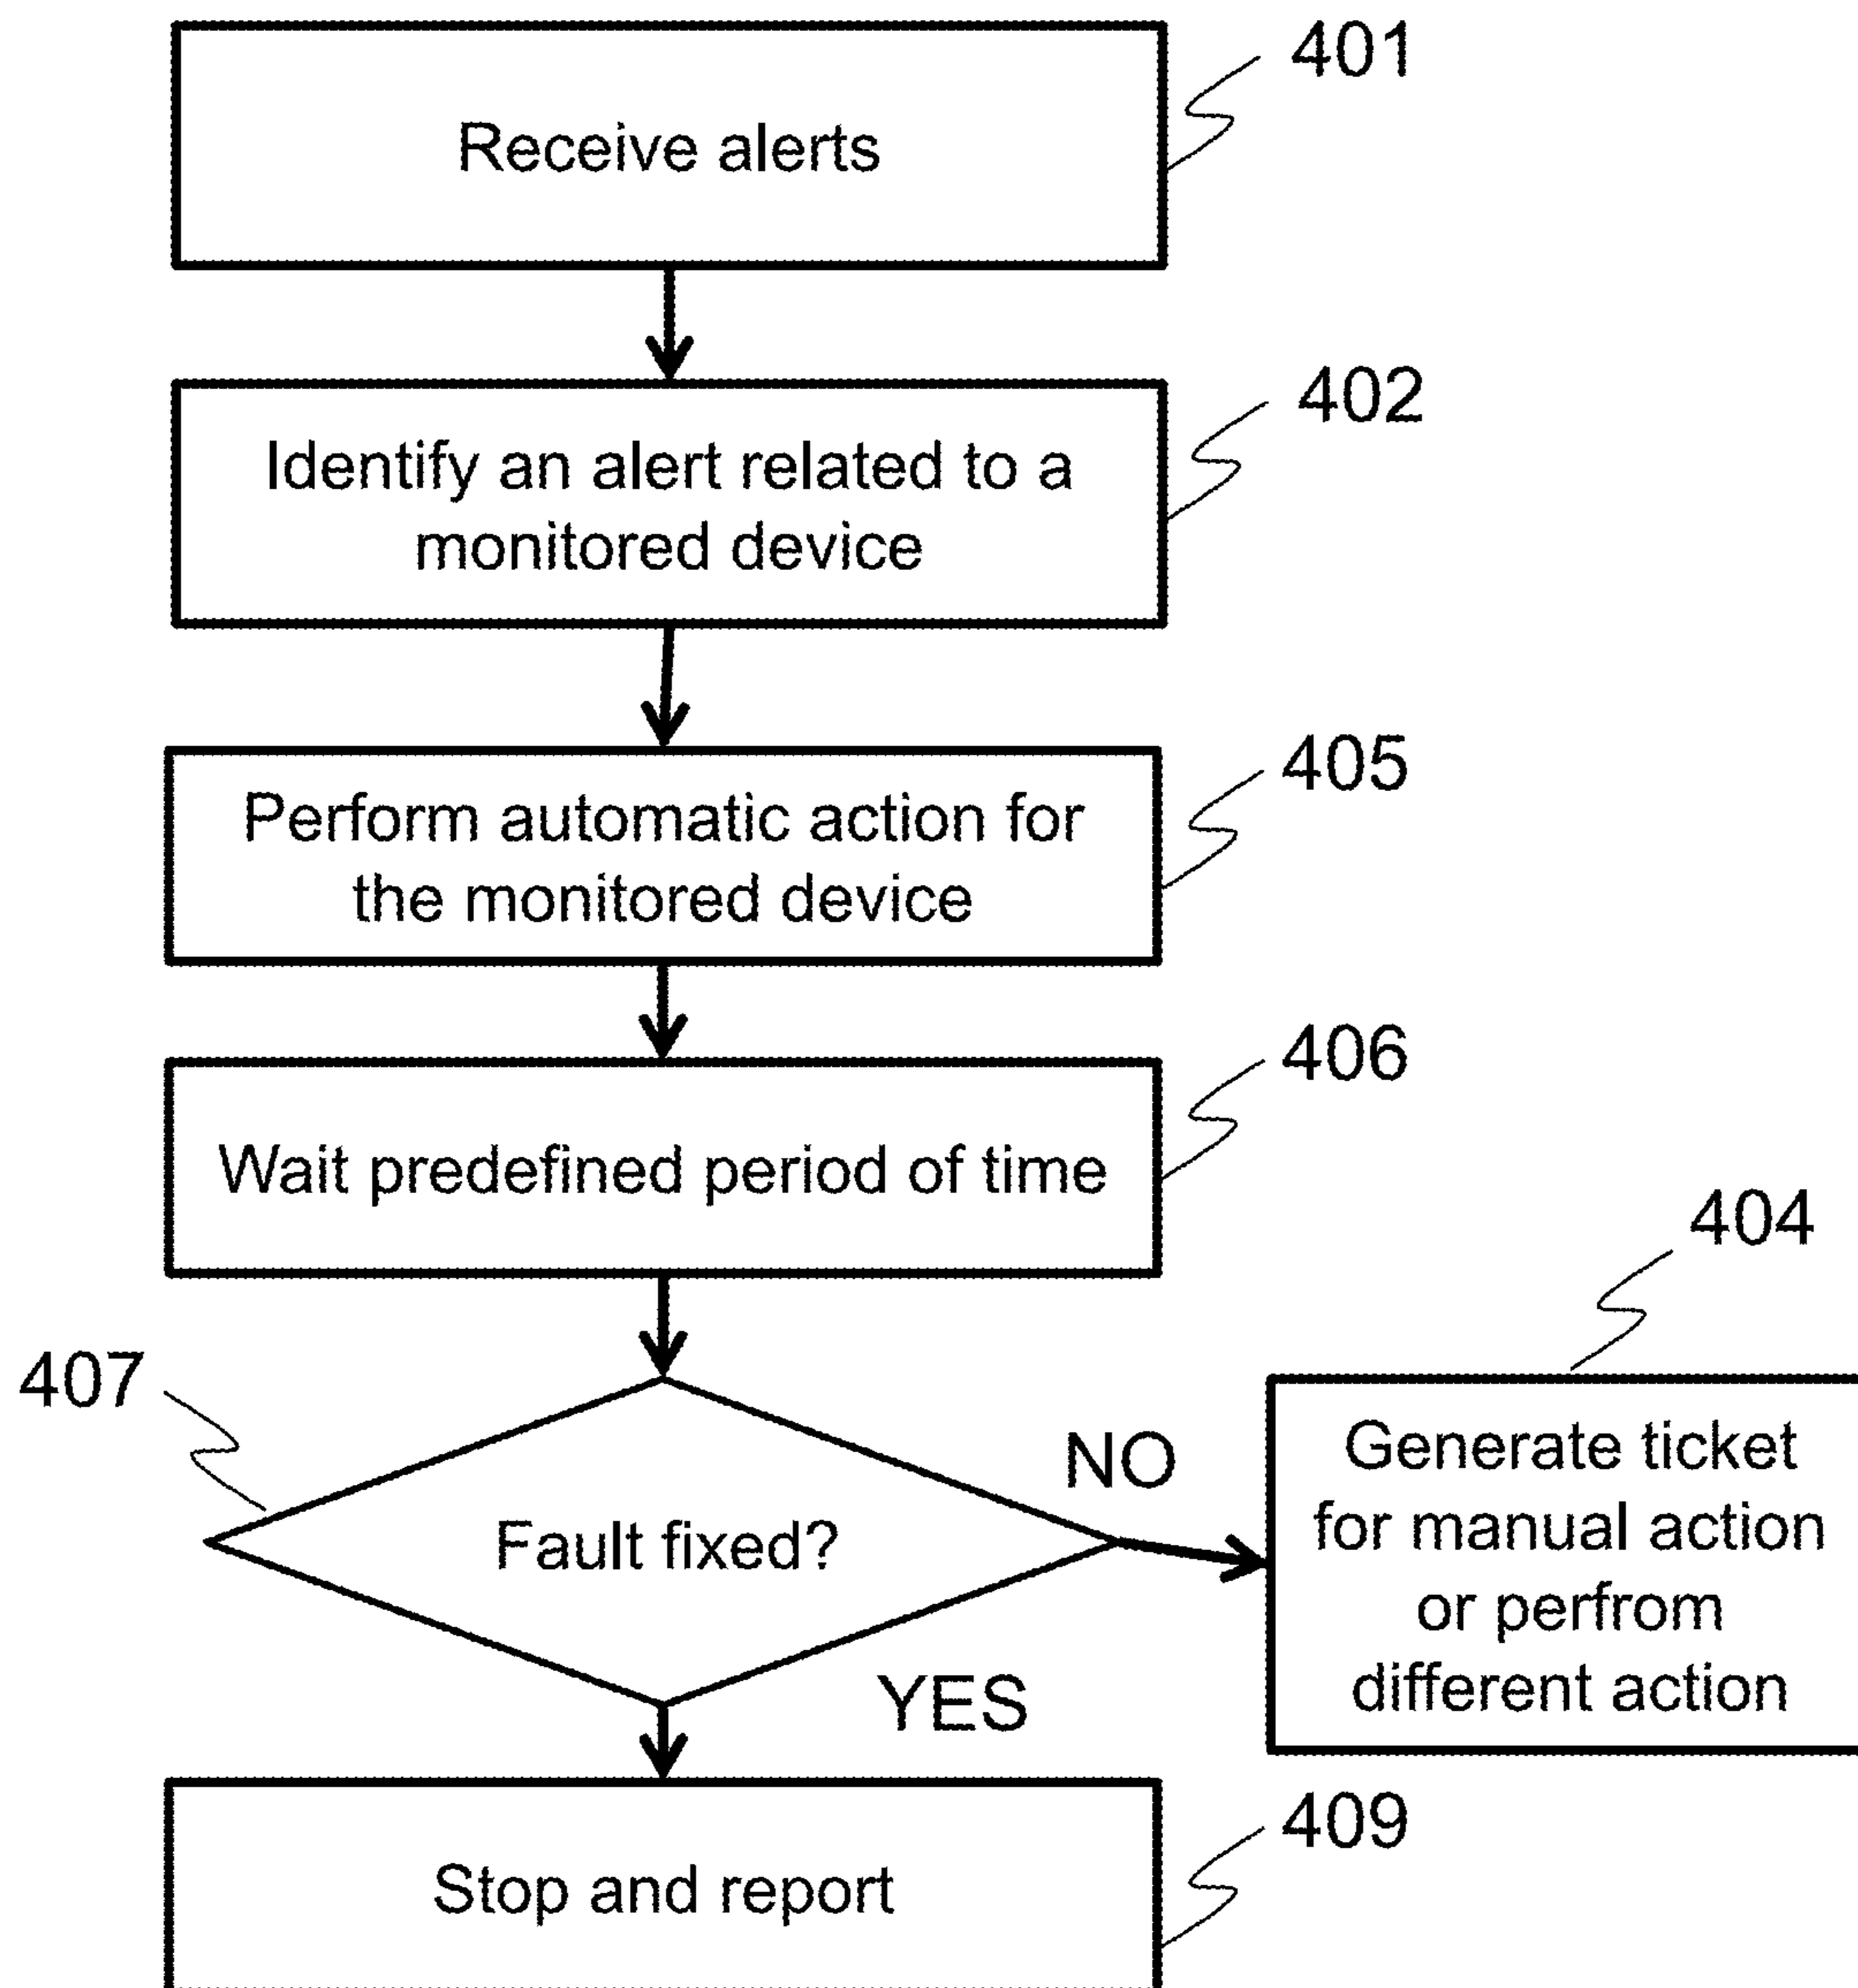 401
Receive alerts
402
Identify an alert related to a
monitored device
405
Perform automatic action for
the monitored device
406
Wait predefined period of time
404
407
NO
Generate ticket
for manual action
or perfrom
different action
Fault fixed?
YES
409
Stop and report